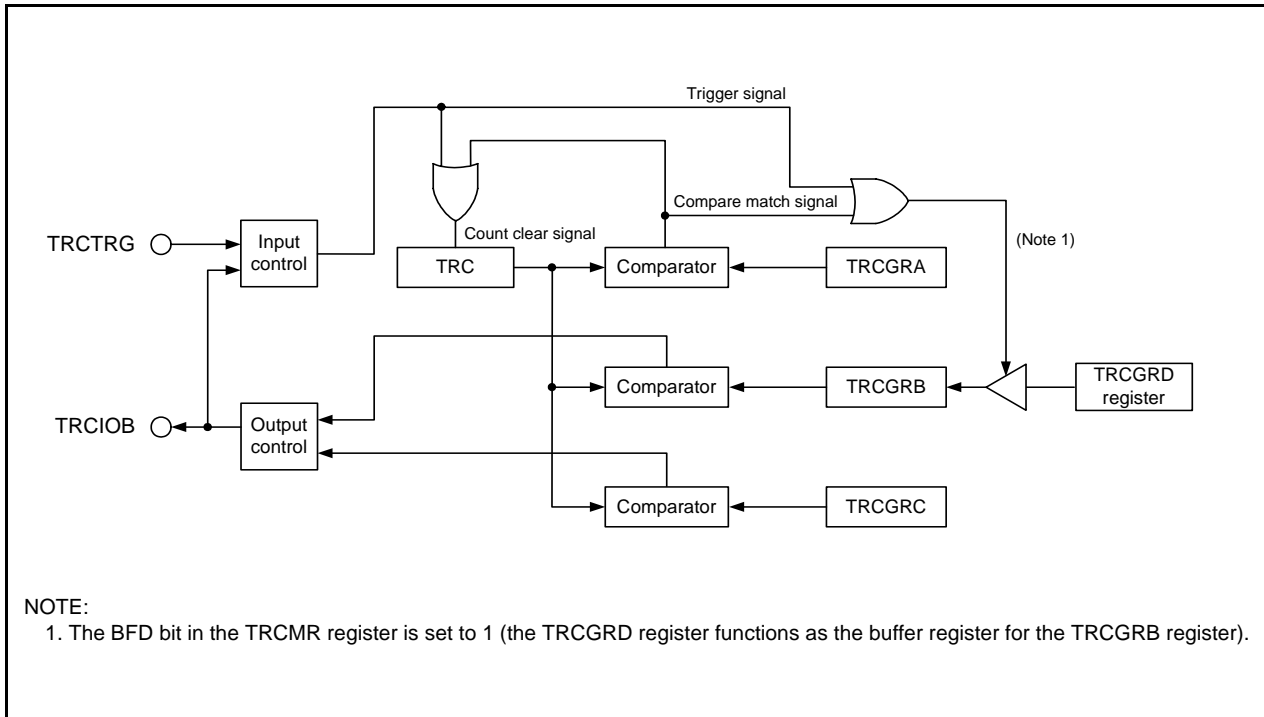 Trigger signal
Compare match signal
TRCTRG
Input
control
Count clear signal
(Note 1)
TRC
Comparator
TRCGRA
Comparator
TRCGRB
TRCGRD
register
TRCIOB
Output
control
Comparator
TRCGRC
NOTE:
1. The BFD bit in the TRCMR register is set to 1 (the TRCGRD register functions as the buffer register for the TRCGRB register).